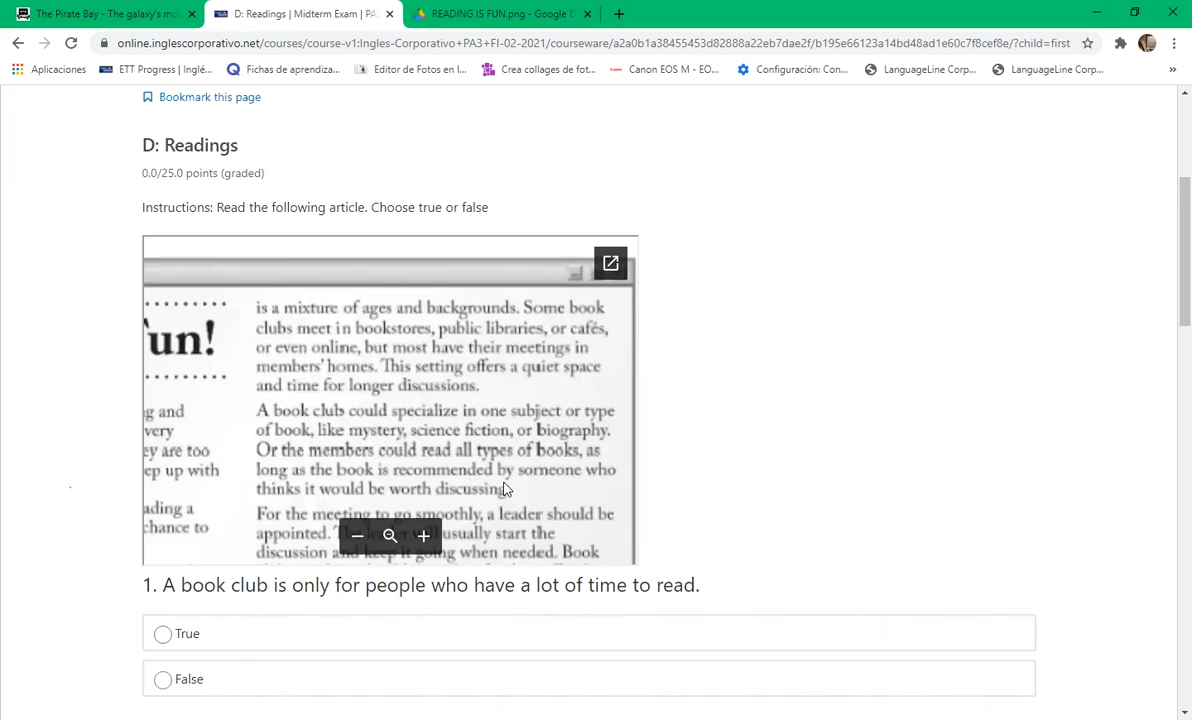 The Pirate Bay - The galaxy's mo
D: Readings | Midterm Exam | PA
READING IS FUN.png - Google D
online.inglescorporativo.net/courses/course-v1:Ingles-Corporativo+PA3+FI-02-2021/courseware/a2a0b1a38455453d82888a22eb7dae2f/b195e66123a14bd48ad1e60c7f8cef8e/?child=first
Aplicaciones
ETT Progress | Inglé...
Fichas de aprendiza...
Editor de Fotos en l...
Crea collages de fot...
Canon EOS M - EO...
Configuración: Con...
LanguageLine Corp...
LanguageLine Corp...
Bookmark this page
D: Readings
0.0/25.0 points (graded)
Instructions: Read the following article. Choose true or false
un!
g and
very
ey are too
ep up with
ading a
chance to
is a mixture of ages and backgrounds. Some book
clubs meet in bookstores, public libraries, or cafés,
or even online, but most have their meetings in
members' homes. This setting offers a quiet space
and time for longer discussions.
A book club could specialize in one subject or type
of book, like mystery, science fiction, or biography.
Or the members could read all types of books, as
long as the book is recommended by someone who
thinks it would be worth discussing
For the meeting to go smoothly, a leader should be
appointed. The leader will usually start the
discussion and keep it going when needed. Book
1. A book club is only for people who have a lot of time to read.
True
False